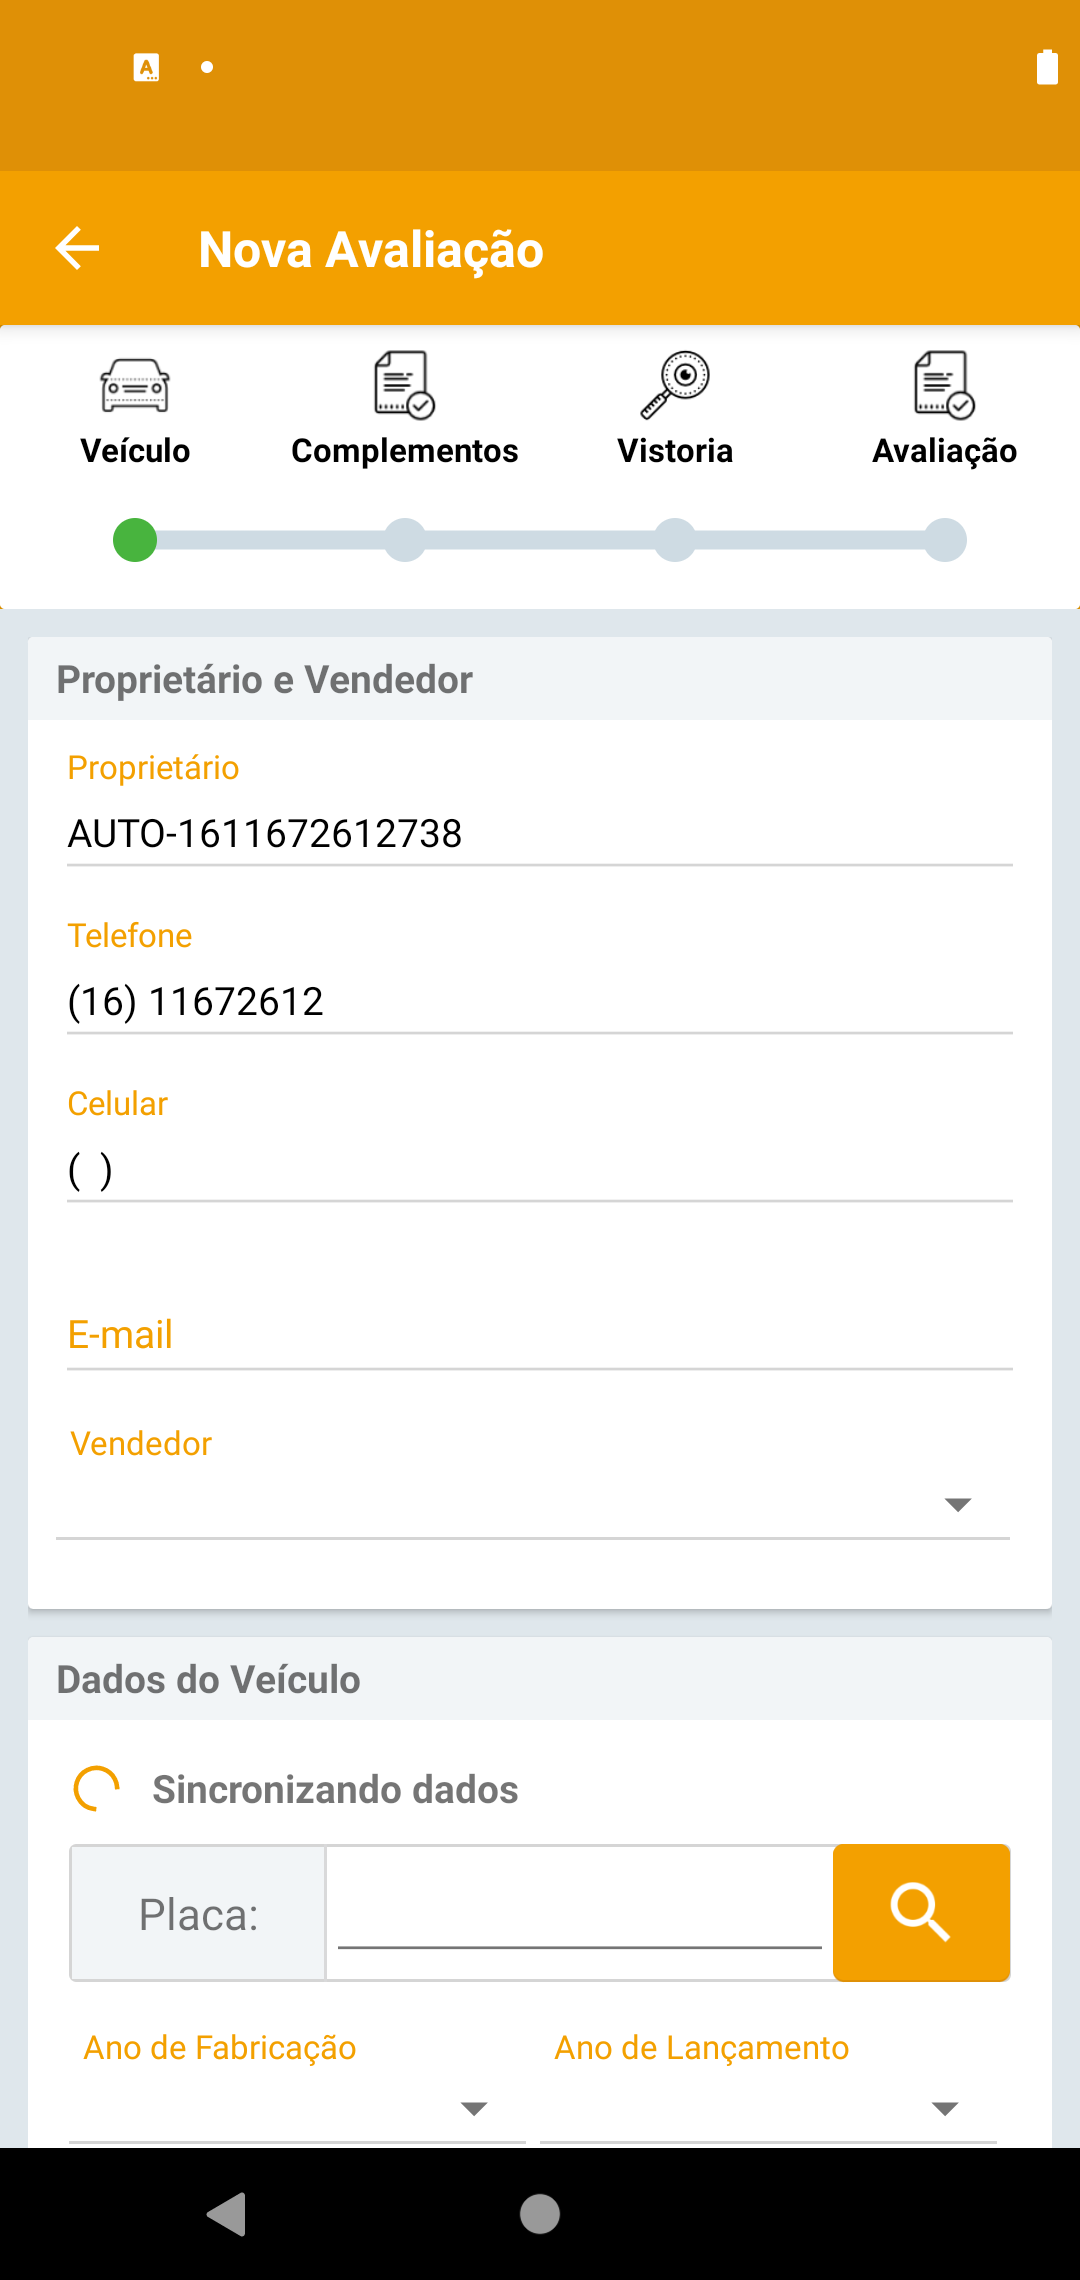 Nova Avaliação
Veículo Complementos Vistoria Avaliação
Proprietário e Vendedor
Proprietário
AUTO-1611672612738
Telefone
(16) 11672612
Celular
( )
E-mail
Vendedor
Dados do Veículo
Sincronizando dados
Placa:
Ano de Fabricação Ano de Lançamento